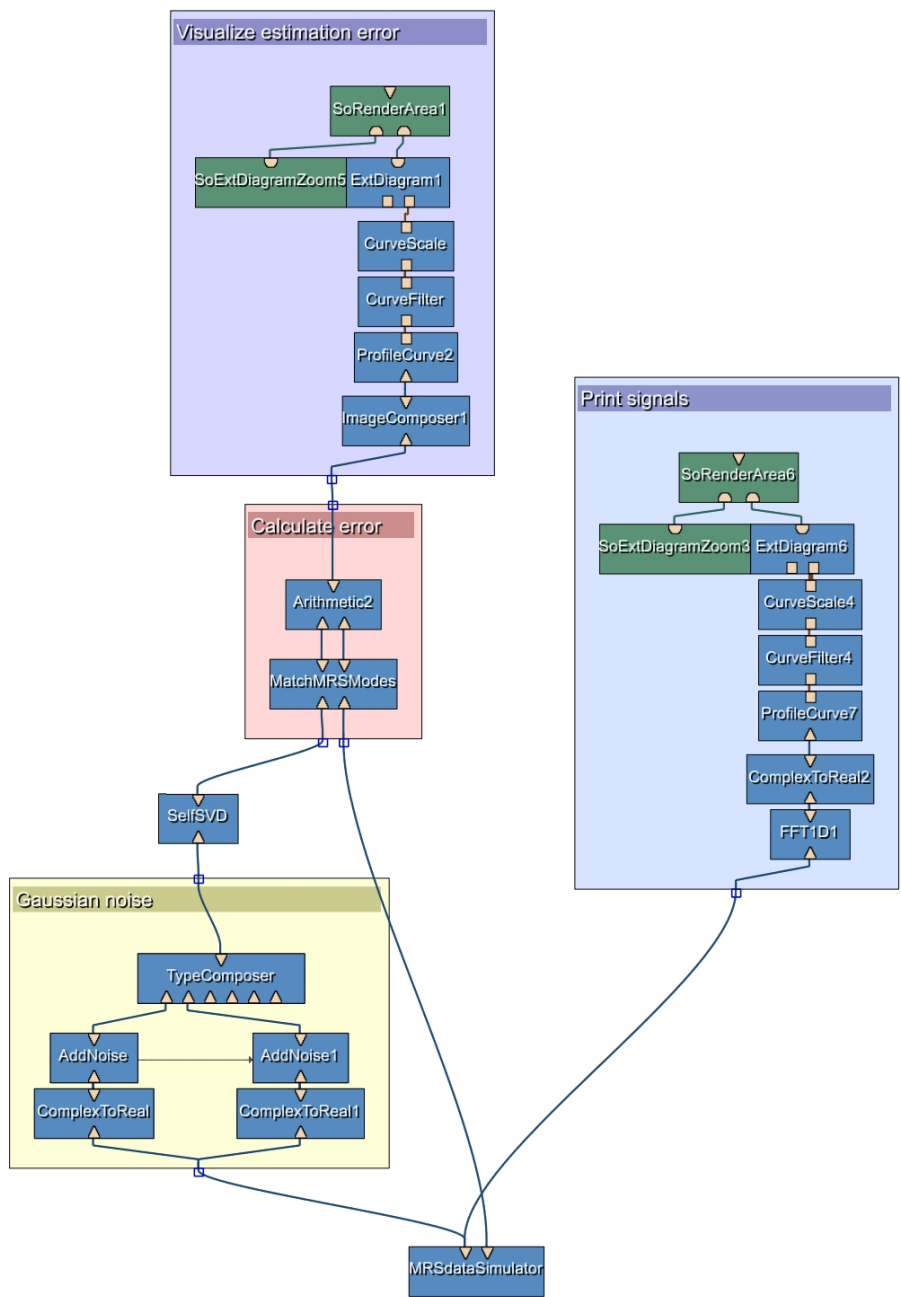 Visualize estimation error
SoRenderArea1
SoExtDiagramZoom5
ExtDiagram1
CurveScale
CurveFilter
ProfileCurve2
ImageComposer1
Calculate error
Arithmetic2
MatchMRSModes
SelfSVD
Gaussian noise
TypeComposer
AddNoise
AddNoise1
ComplexToReal
ComplexToReal1
Print signals
SoRenderArea6
SoExtDiagramZoom3
ExtDiagram6
CurveScale4
CurveFilter4
ProfileCurve7
ComplexToReal2
FFT1D1
MRSdataSimulator